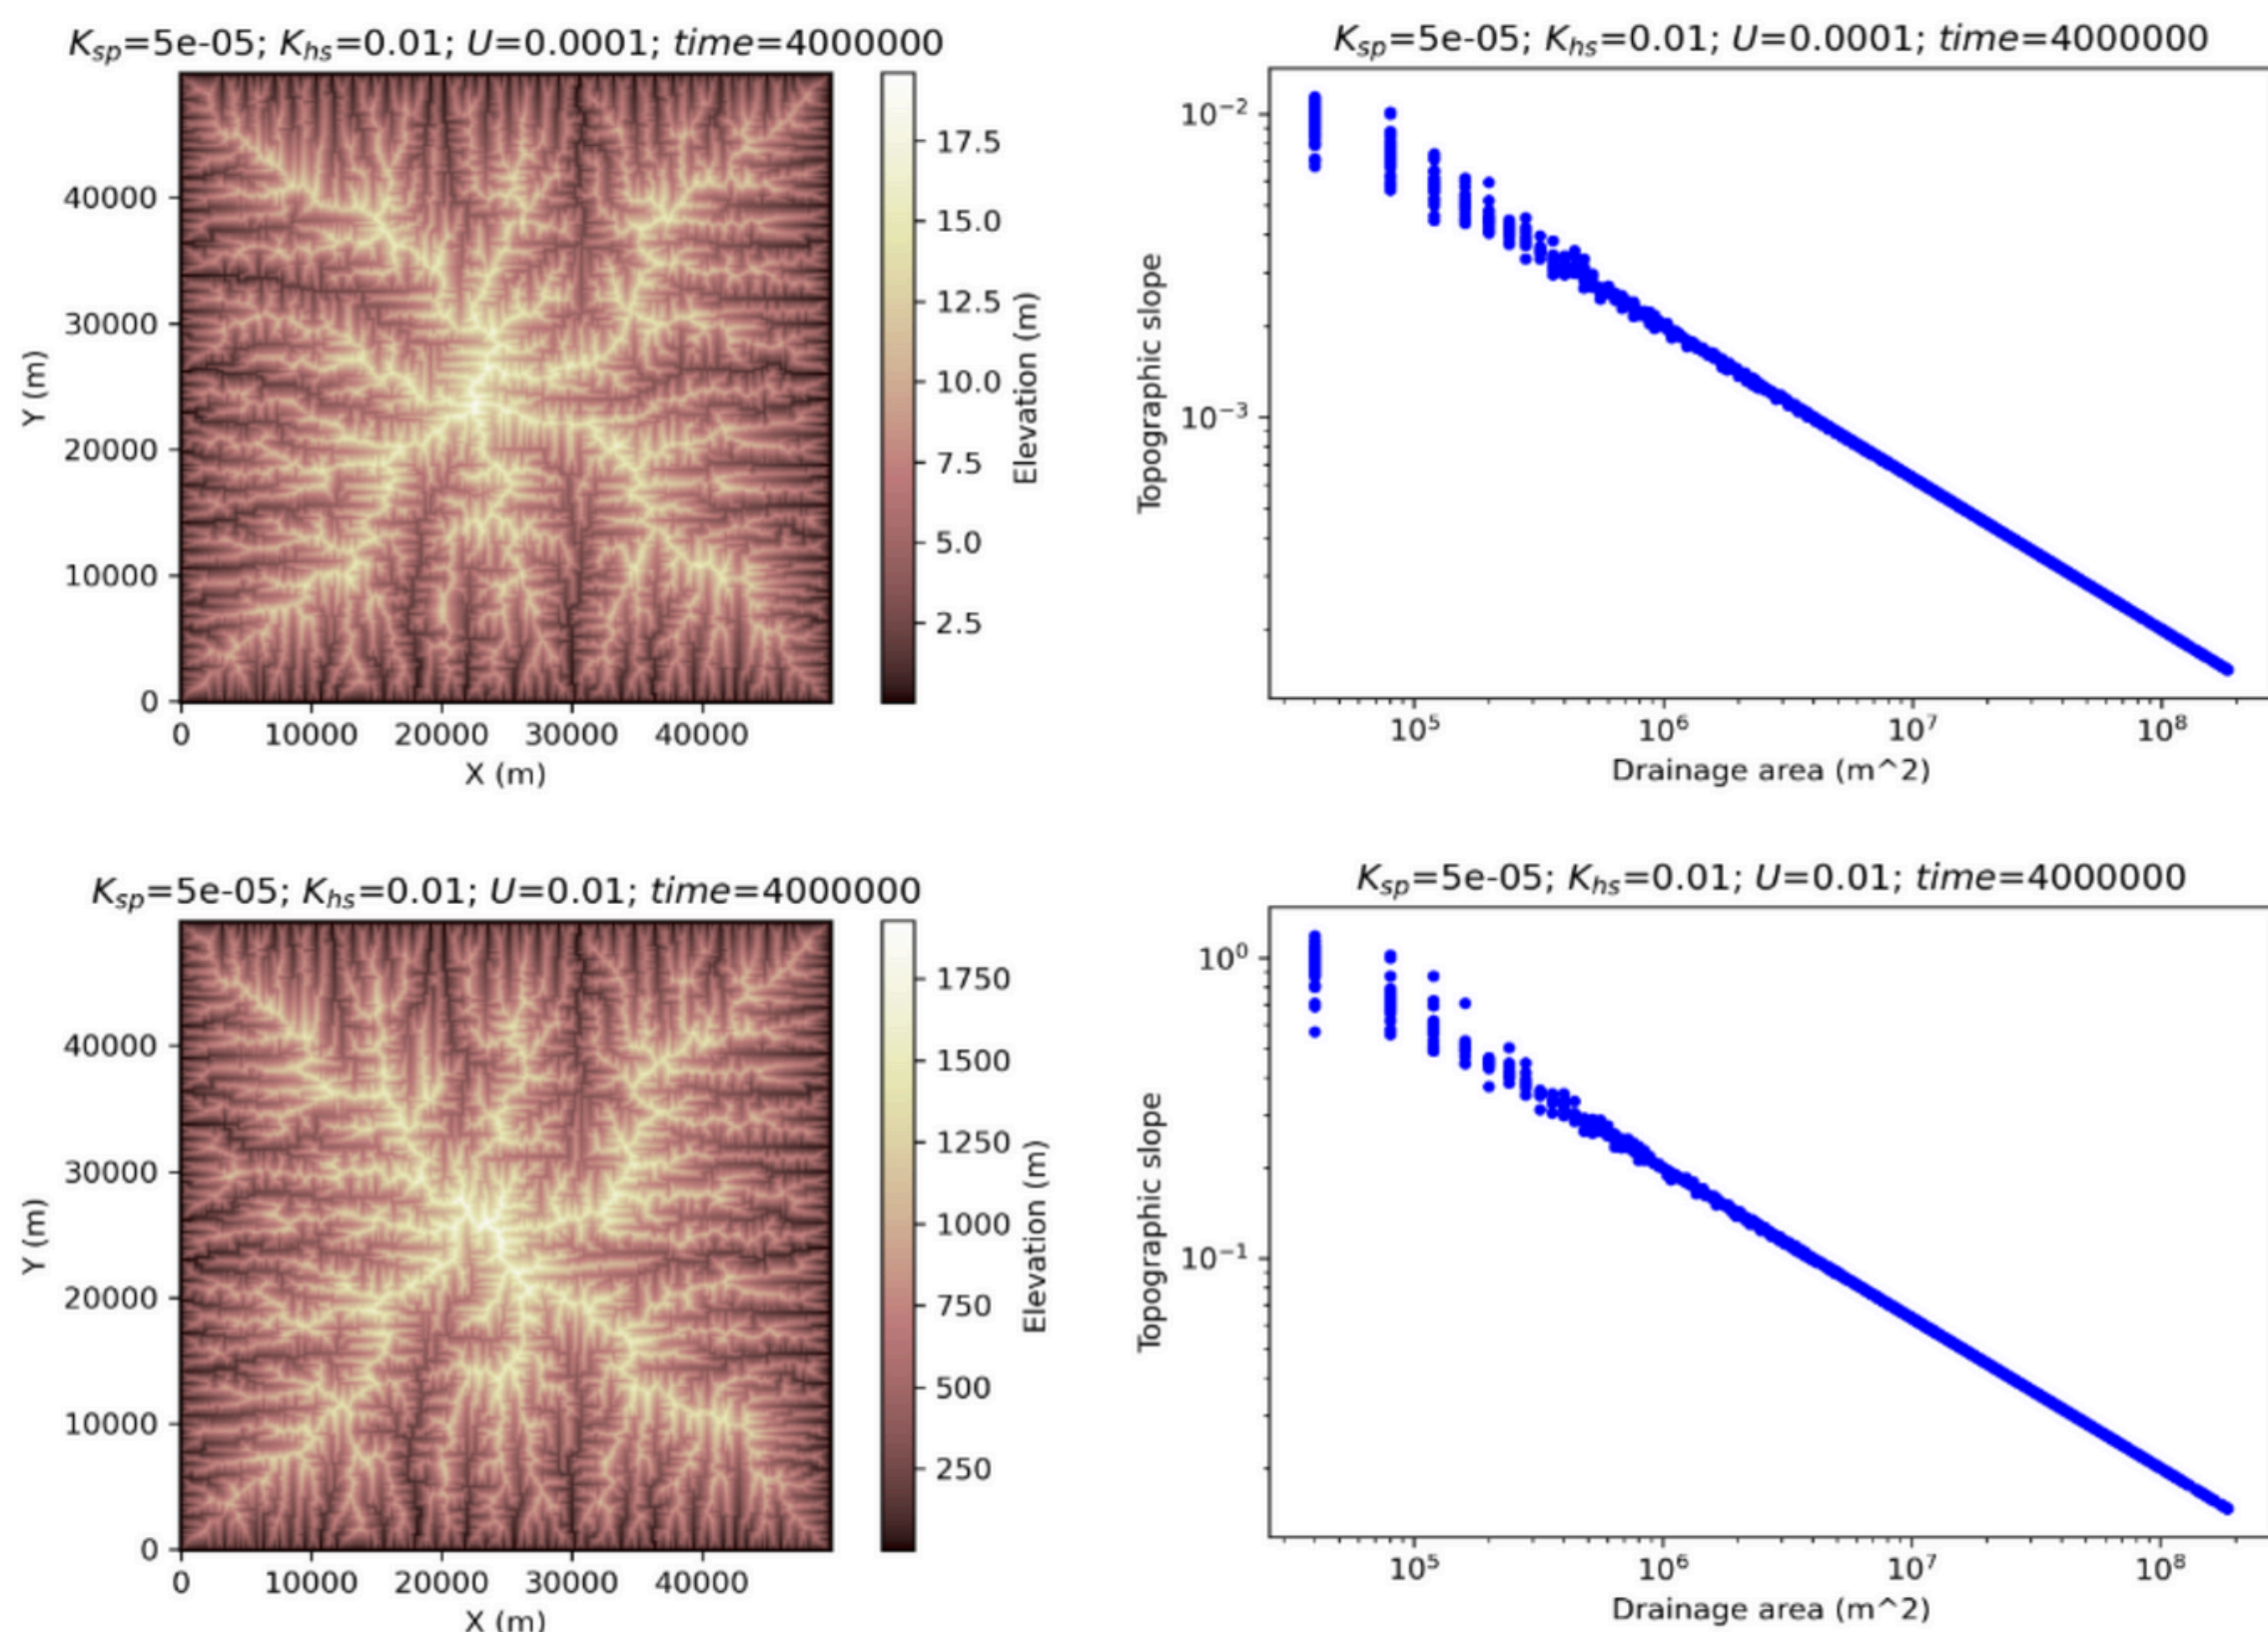 K_sp=5e-05; K_hs=0.01; U=0.0001; time=4000000
40000
30000
20000
10000
0
Y (m)
0 10000 20000 30000 40000
X (m)
17.5
15.0
12.5
10.0
7.5
5.0
2.5
Elevation (m)
K_sp=5e-05; K_hs=0.01; U=0.0001; time=4000000
10^-2
10^-3
Topographic slope
10^5 10^6 10^7 10^8
Drainage area (m^2)
K_sp=5e-05; K_hs=0.01; U=0.01; time=4000000
40000
30000
20000
10000
0
Y (m)
0 10000 20000 30000 40000
X (m)
1750
1500
1250
1000
750
500
250
Elevation (m)
K_sp=5e-05; K_hs=0.01; U=0.01; time=4000000
10^0
10^-1
Topographic slope
10^5 10^6 10^7 10^8
Drainage area (m^2)